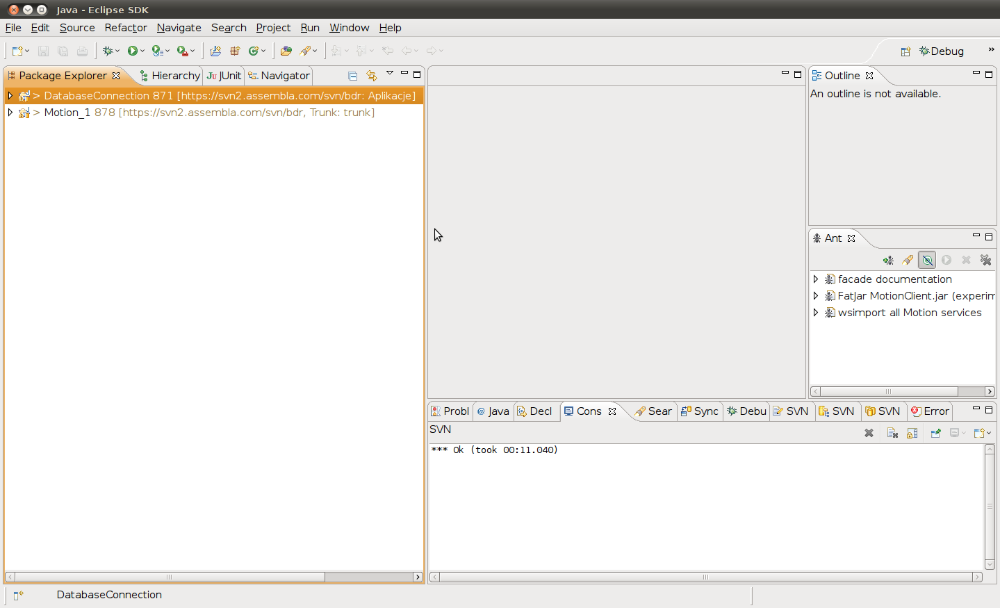 Java - Eclipse SDK
File Edit Source Refactor Navigate Search Project Run Window Help
Debug »
Package Explorer Hierarchy JUnit Navigator
> DatabaseConnection 871 [https://svn2.assembla.com/svn/bdr: Aplikacje]
> Motion_1 878 [https://svn2.assembla.com/svn/bdr, Trunk: trunk]
Outline
An outline is not available.
Ant
facade documentation
FatJar MotionClient.jar (experim
wsimport all Motion services
Probl @ Java Decl Cons Sear Sync Debu SVN SVN SVN Error
SVN
*** Ok (took 00:11.040)
DatabaseConnection